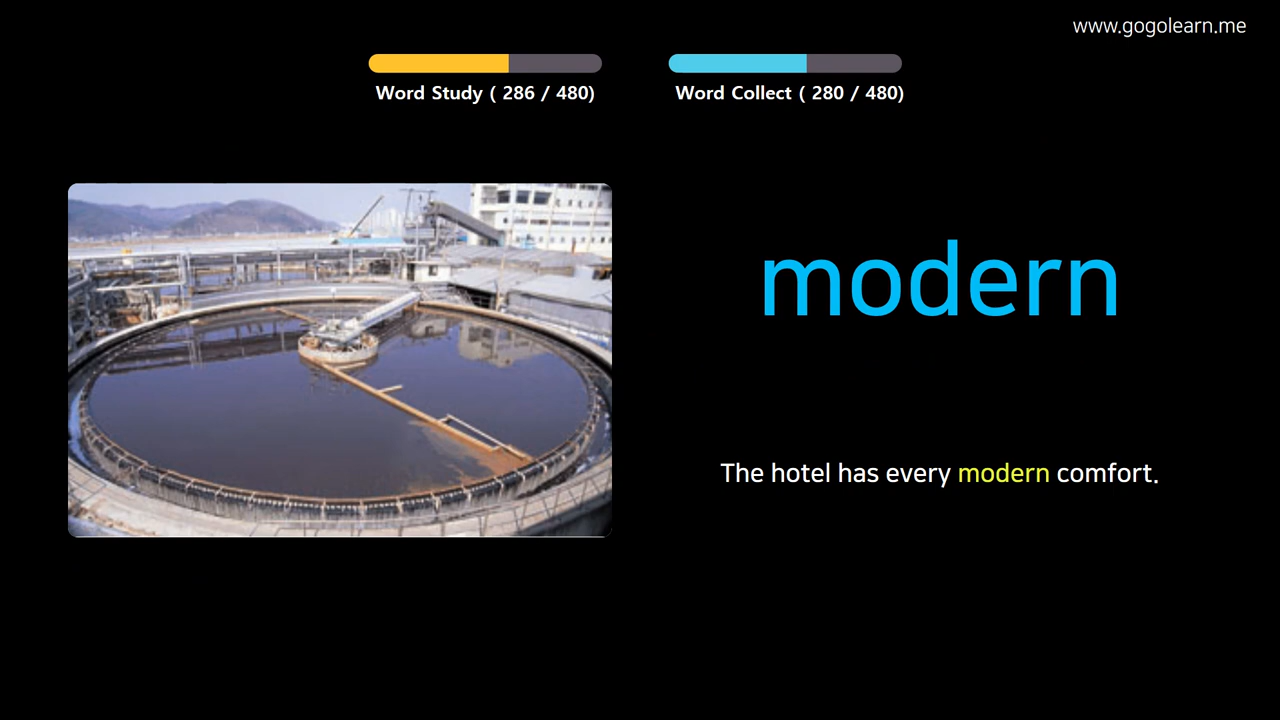 www.gogolearn.me
Word Study ( 286 / 480)
Word Collect ( 280 / 480)
modern
The hotel has every modern comfort.